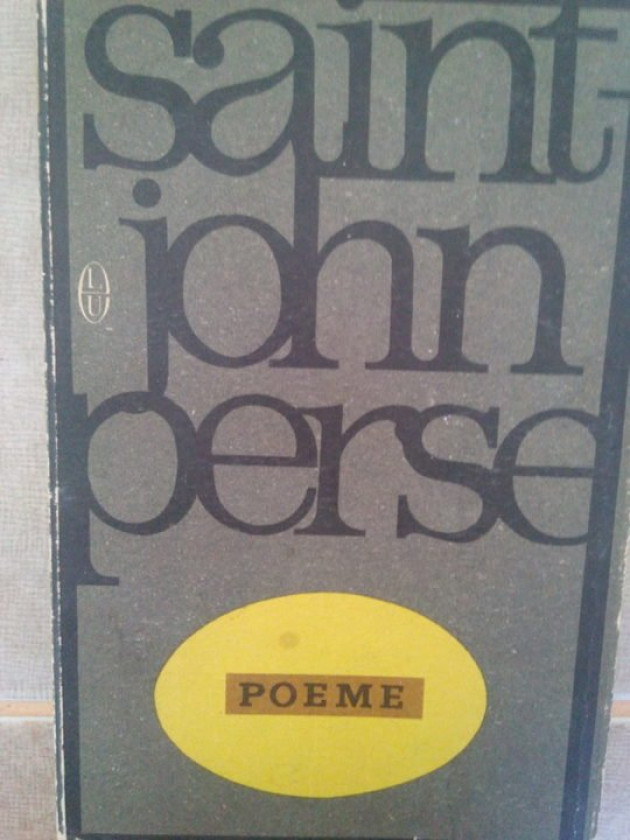 saint-
john
L.
U
perse
POEME